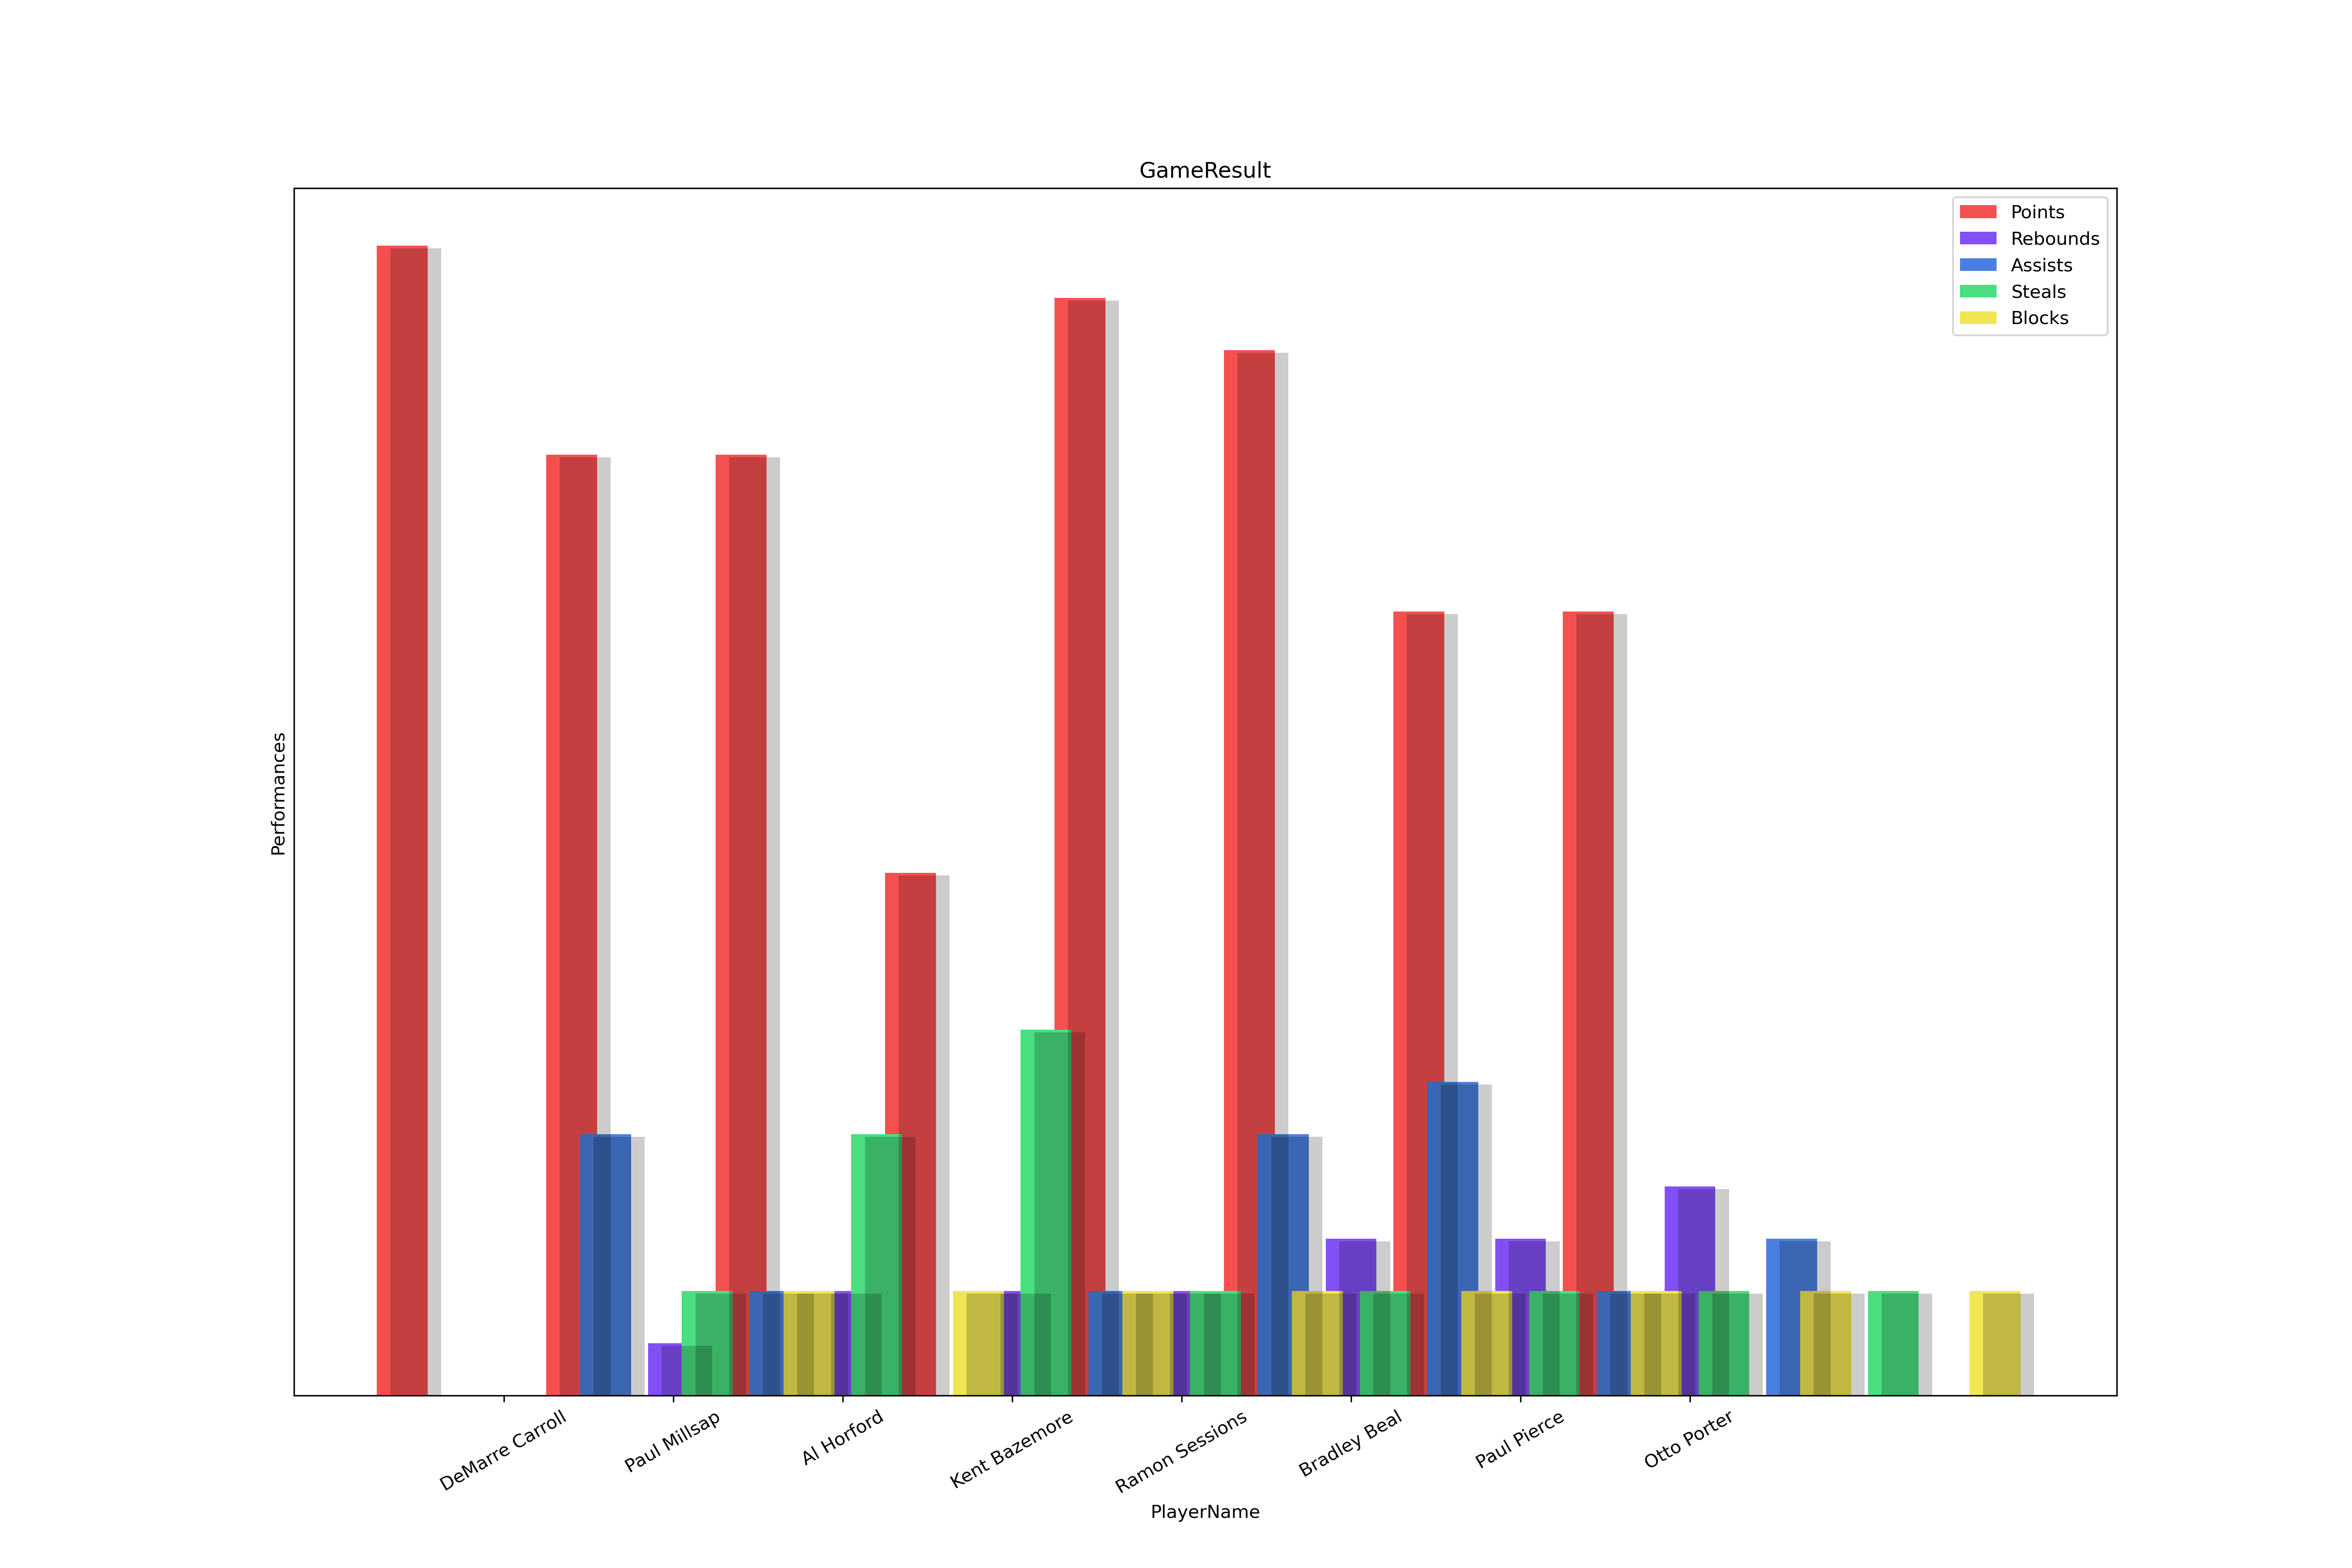 GameResult
Points
Rebounds
Assists
Steals
Blocks
Performances
DeMarre Carroll
Paul Millsap
Al Horford
Kent Bazemore
Ramon Sessions
Bradley Beal
Paul Pierce
Otto Porter
PlayerName